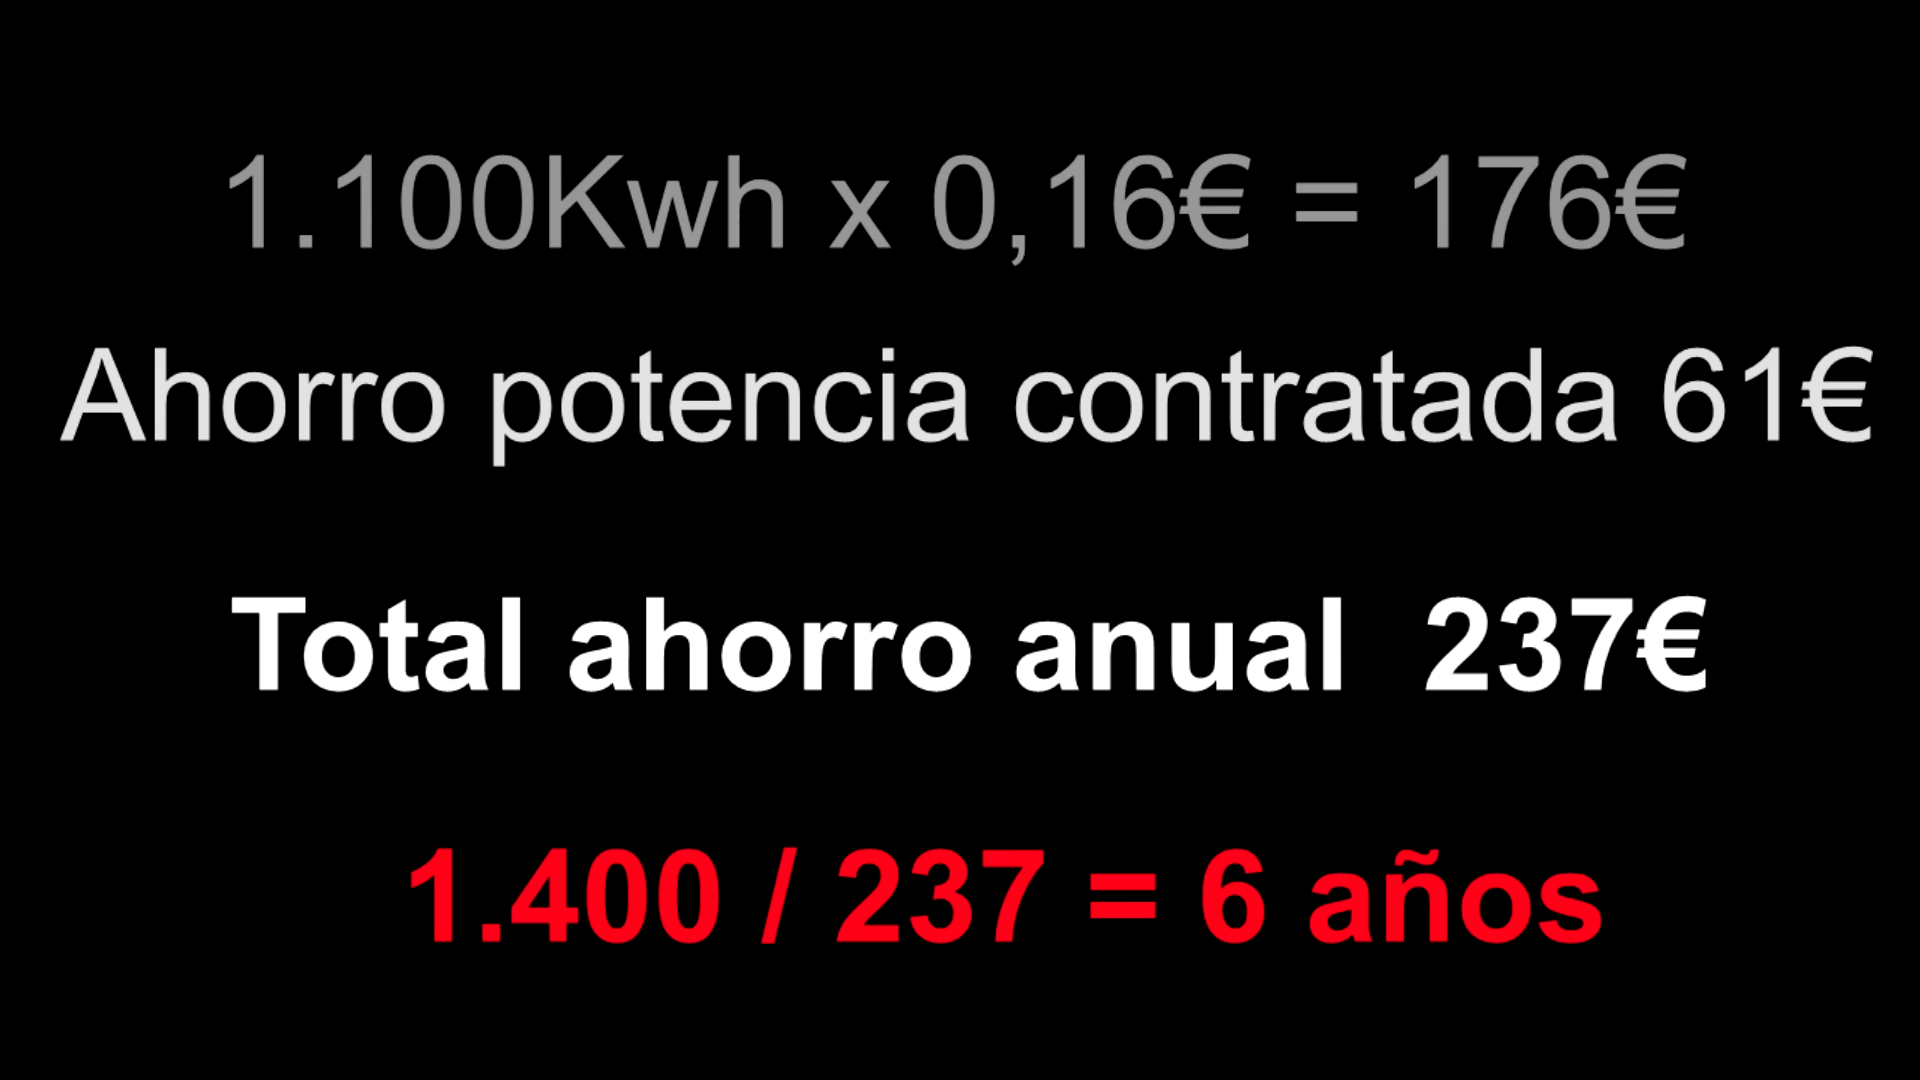 1.100Kwh x 0,16€ = 176€
Ahorro potencia contratada 61€
Total ahorro anual  237€
1.400 / 237 = 6 años